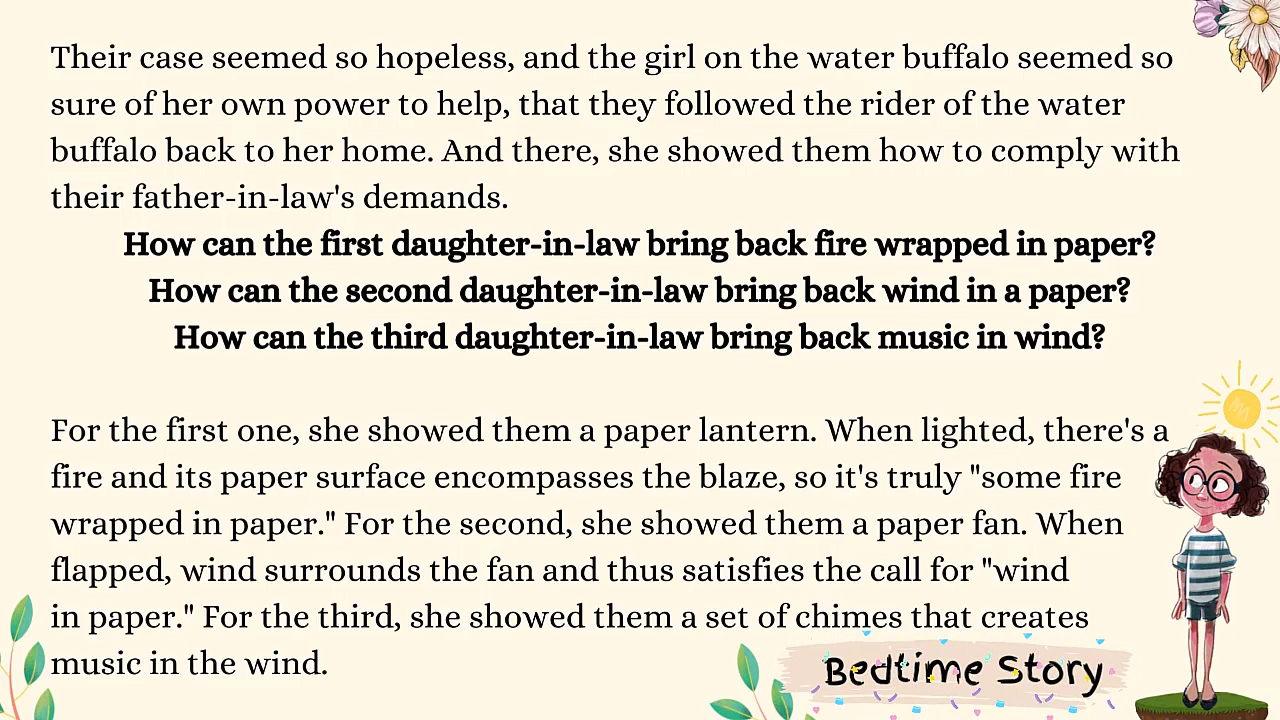 Their case seemed so hopeless, and the girl on the water buffalo seemed so
sure of her own power to help, that they followed the rider of the water
buffalo back to her home. And there, she showed them how to comply with
their father-in-law's demands.
How can the first daughter-in-law bring back fire wrapped in paper?
How can the second daughter-in-law bring back wind in a paper?
How can the third daughter-in-law bring back music in wind?
For the first one, she showed them a paper lantern. When lighted, there's a
fire and its paper surface encompasses the blaze, so it's truly "some fire
wrapped in paper." For the second, she showed them a paper fan. When
flapped, wind surrounds the fan and thus satisfies the call for "wind
in paper." For the third, she showed them a set of chimes that creates
music in the wind.
Bedtime Story